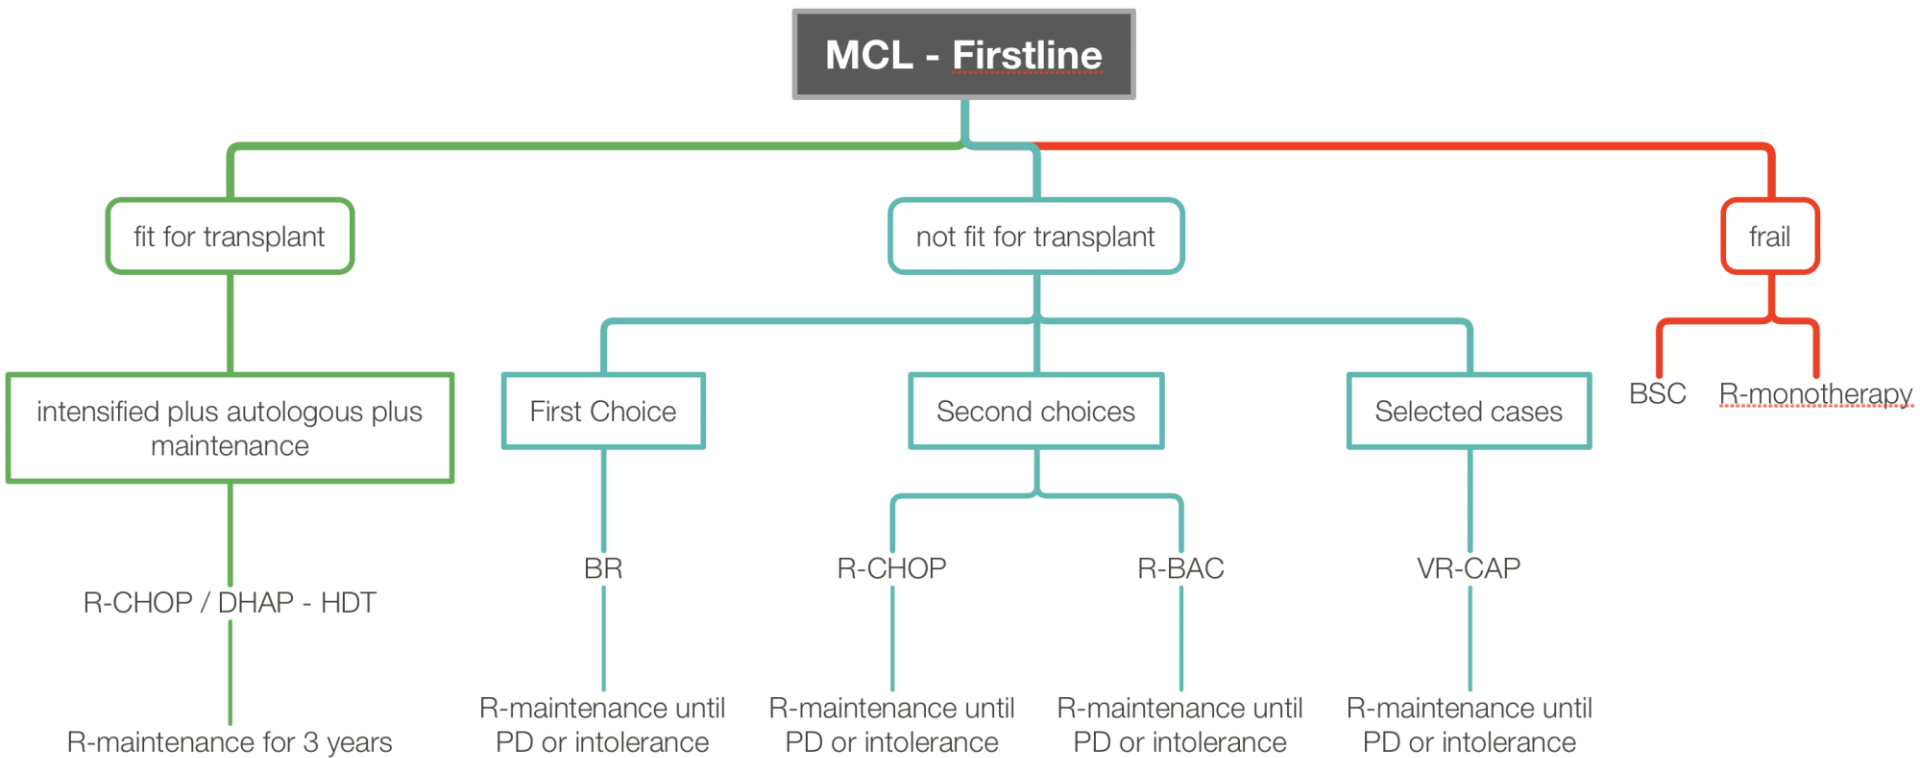 MCL - Firstline
fit for transplant
not fit for transplant
frail
intensified plus autologous plus
maintenance
First Choice
Second choices
Selected cases
BSC
R-monotherapy
R-CHOP / DHAP - HDT
BR
R-CHOP
R-BAC
VR-CAP
R-maintenance for 3 years
R-maintenance until
PD or intolerance
R-maintenance until
PD or intolerance
R-maintenance until
PD or intolerance
R-maintenance until
PD or intolerance